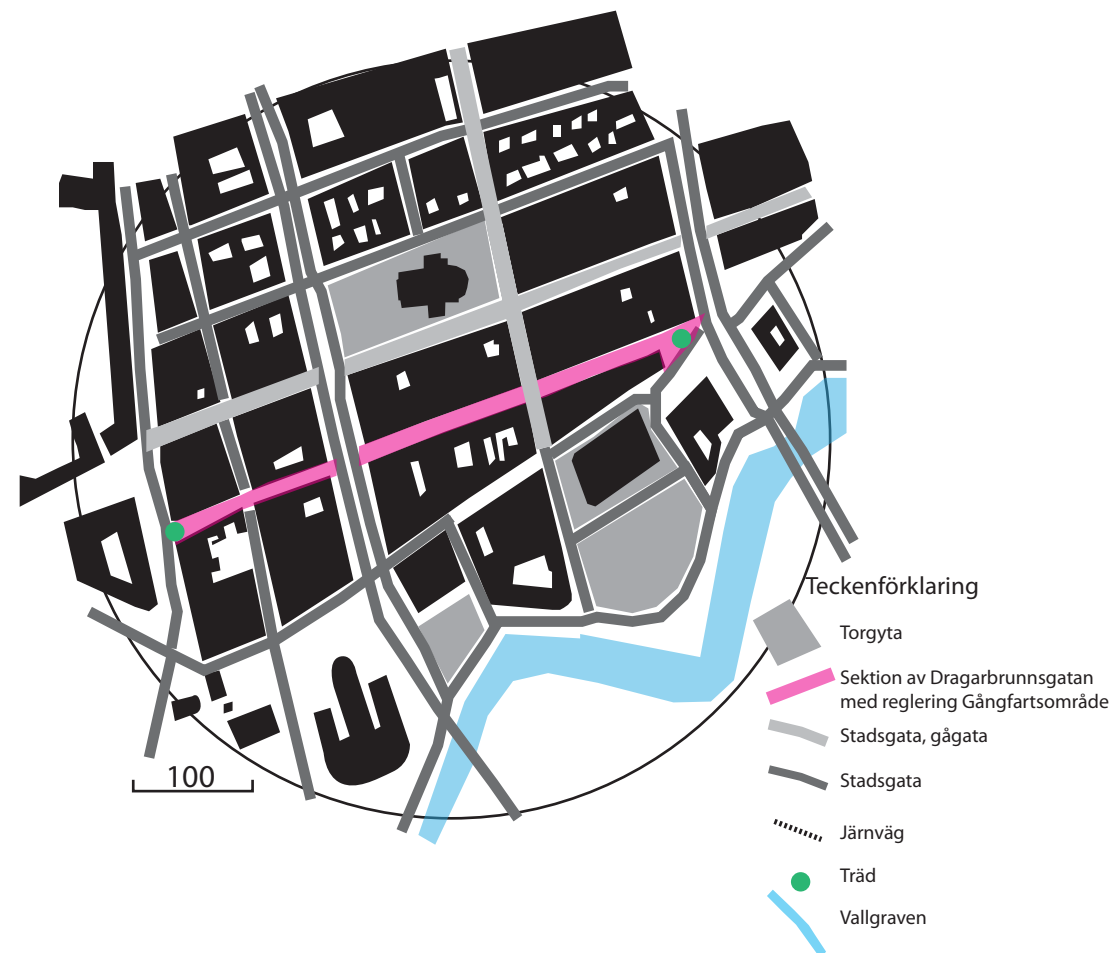 100
Teckenförklaring
Torgyta
Sektion av Dragarbrunnsgatan
med reglering Gångfartsområde
Stadsgata, gågata
Stadsgata
Järnväg
Träd
Vallgraven